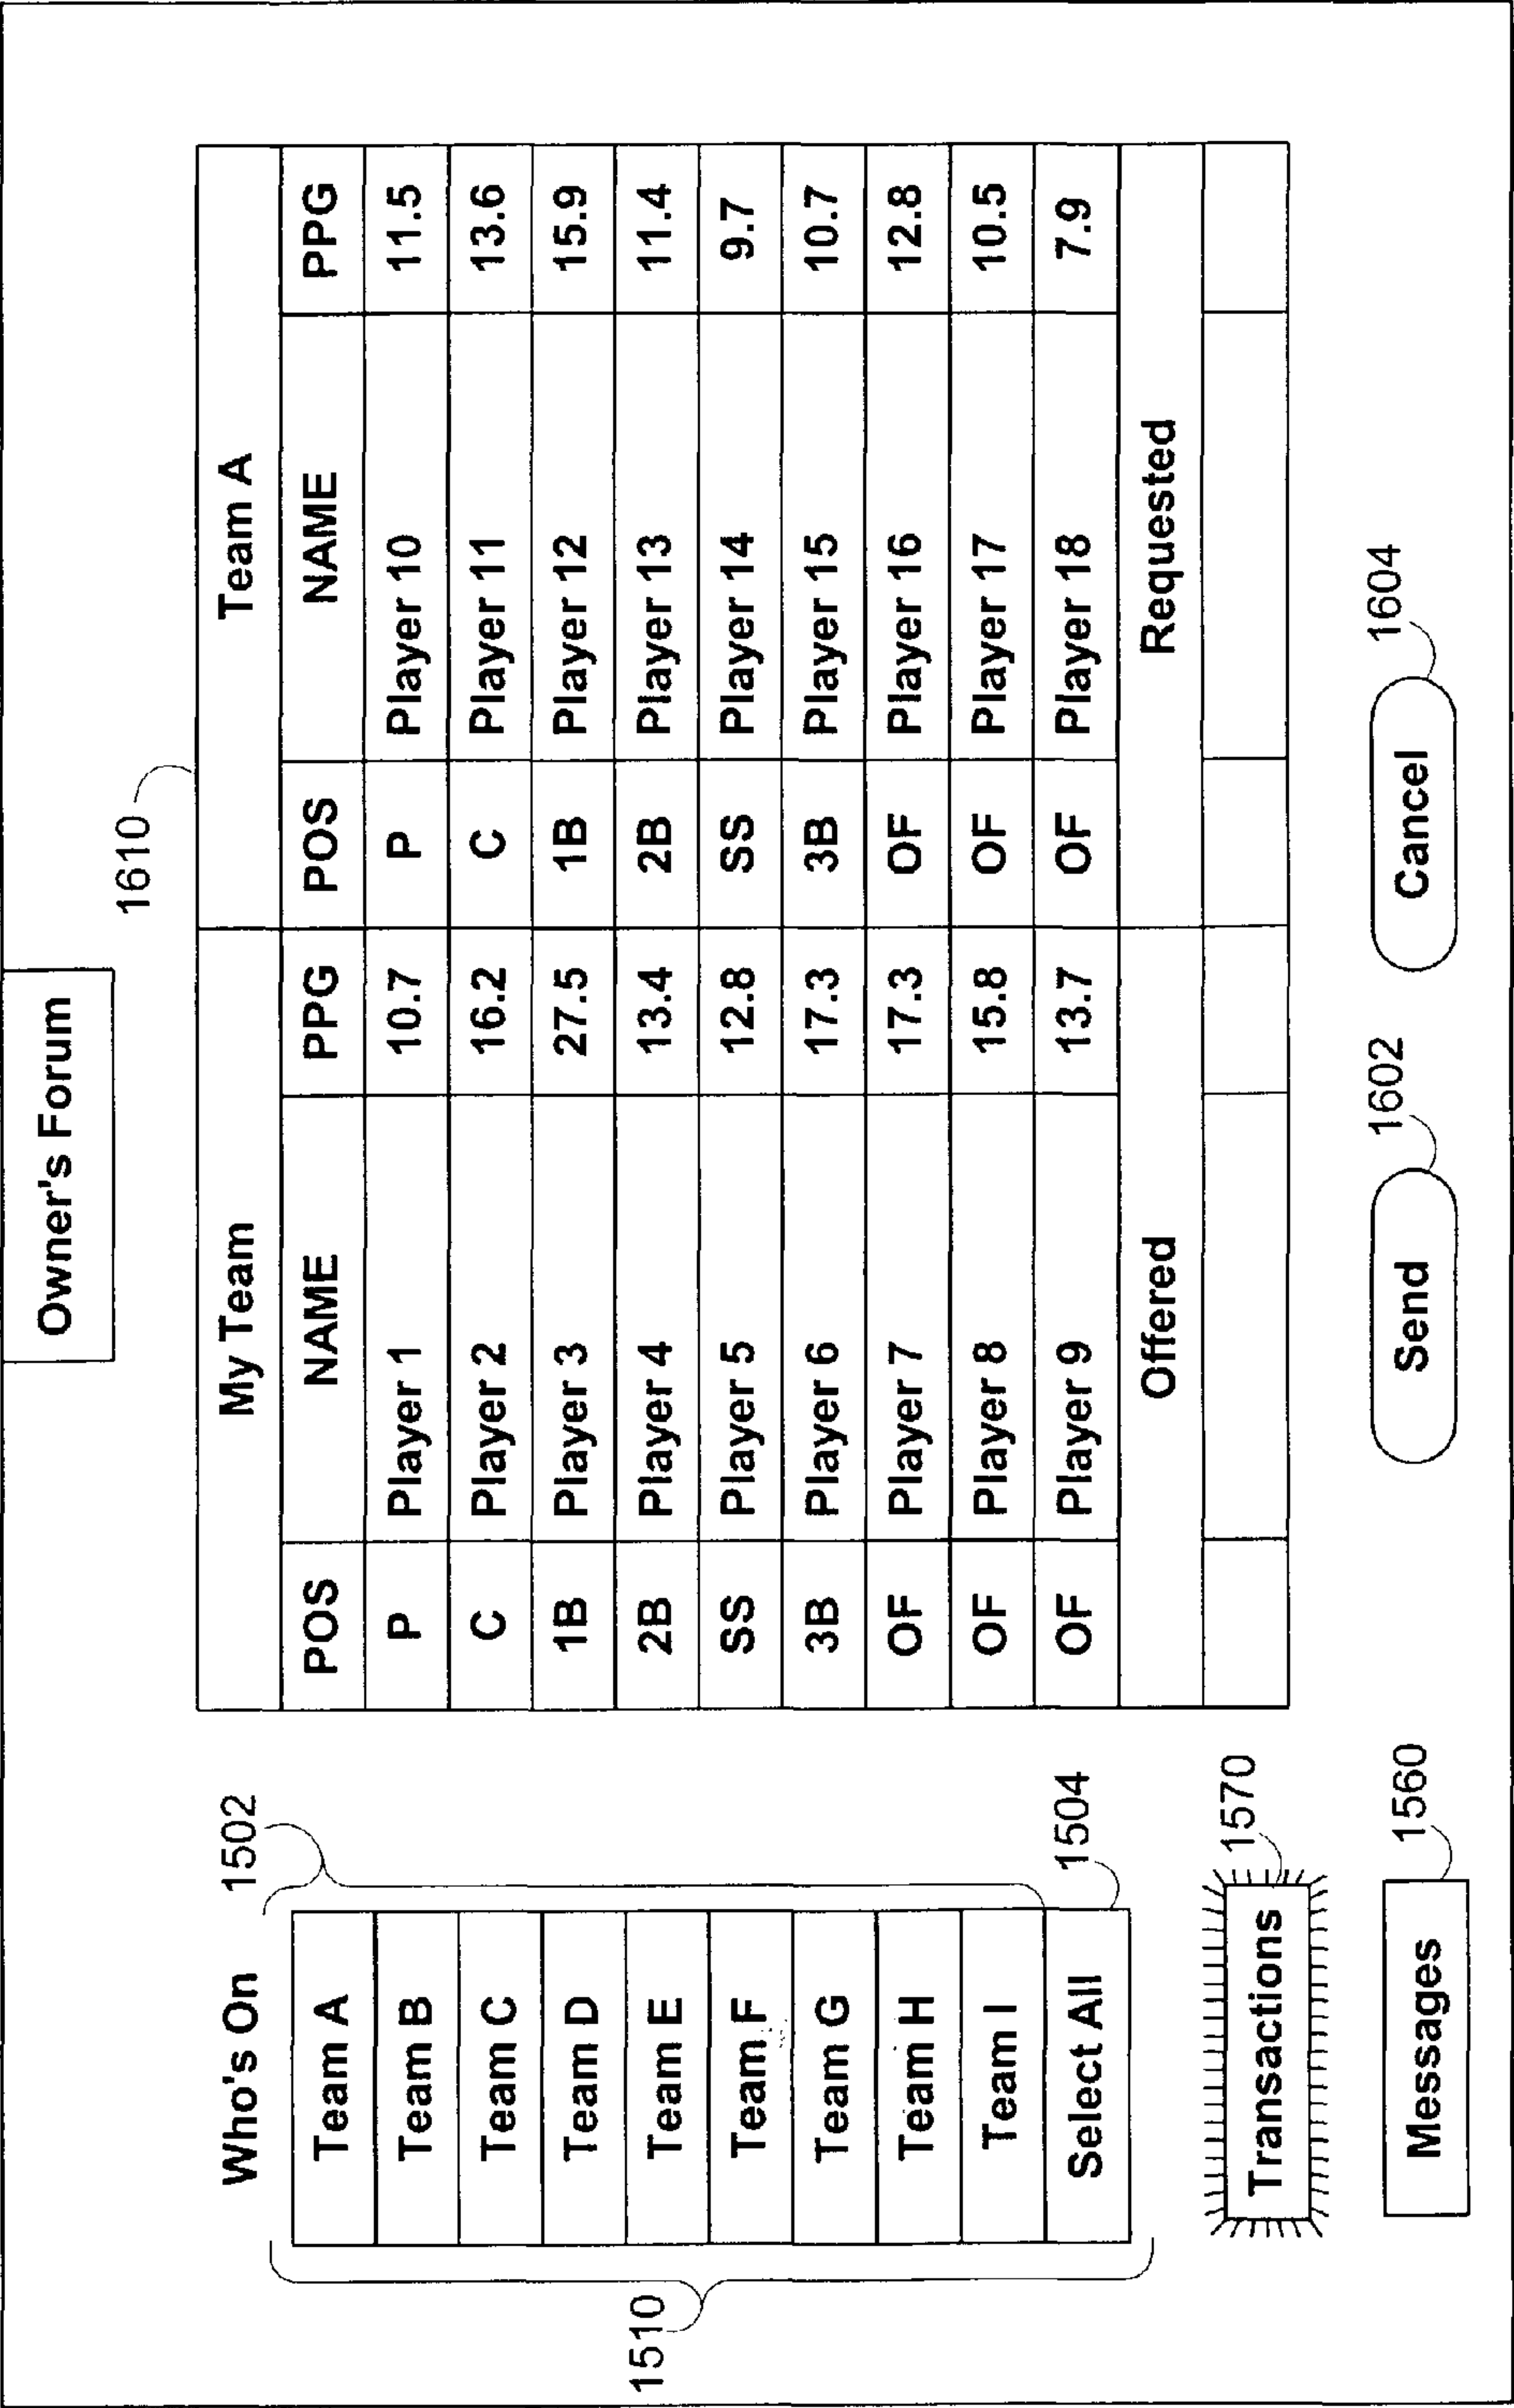 Owner's Forum
1610
Who's On 1502
My Team Team A
POS NAME PPG POS NAME PPG
P Player 1 10.7 P Player 10 11.5
C Player 2 16.2 C Player 11 13.6
1B Player 3 27.5 1B Player 12 15.9
2B Player 4 13.4 2B Player 13 11.4
SS Player 5 12.8 SS Player 14 9.7
3B Player 6 17.3 3B Player 15 10.7
OF Player 7 17.3 OF Player 16 12.8
OF Player 8 15.8 OF Player 17 10.5
OF Player 9 13.7 OF Player 18 7.9
Offered Requested
Team A
Team B
Team C
Team D
Team E
Team F
Team G
Team H
Team I
Select All
1510
1504
Transactions 1570
Messages 1560
Send 1602
Cancel 1604